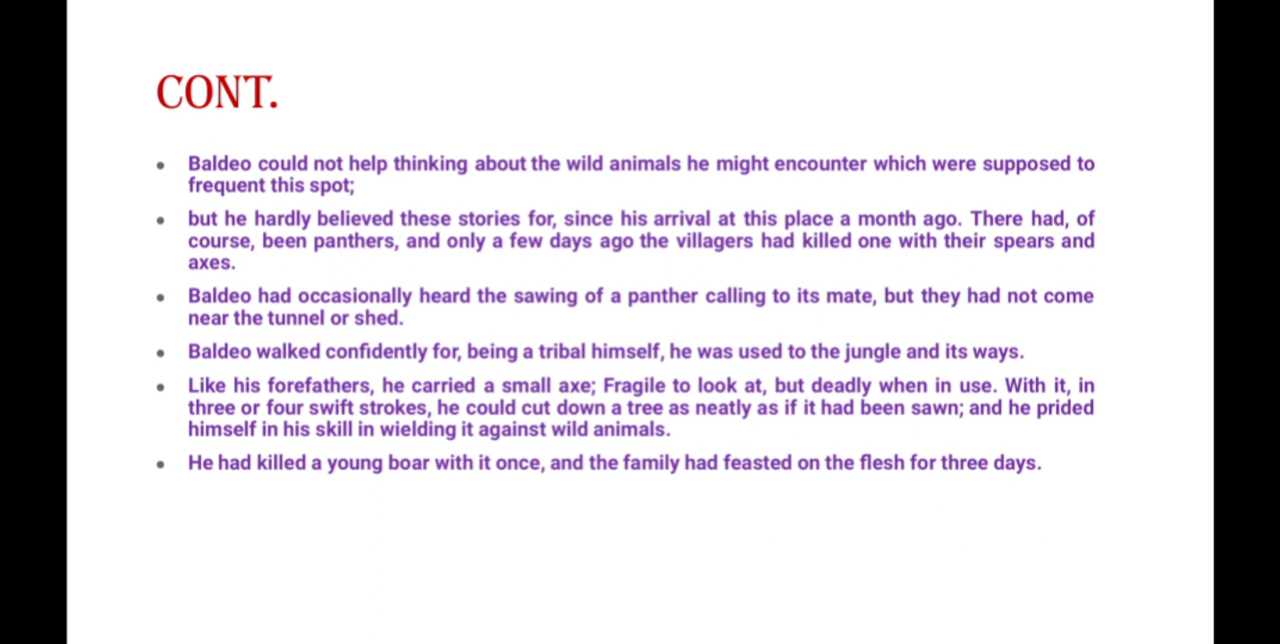 CONT.
• Baldeo could not help thinking about the wild animals he might encounter which were supposed to
frequent this spot;
• but he hardly believed these stories for, since his arrival at this place a month ago. There had, of
course, been panthers, and only a few days ago the villagers had killed one with their spears and
axes.
• Baldeo had occasionally heard the sawing of a panther calling to its mate, but they had not come
near the tunnel or shed.
• Baldeo walked confidently for, being a tribal himself, he was used to the jungle and its ways.
• Like his forefathers, he carried a small axe; Fragile to look at, but deadly when in use. With it, in
three or four swift strokes, he could cut down a tree as neatly as if it had been sawn; and he prided
himself in his skill in wielding it against wild animals.
• He had killed a young boar with it once, and the family had feasted on the flesh for three days.